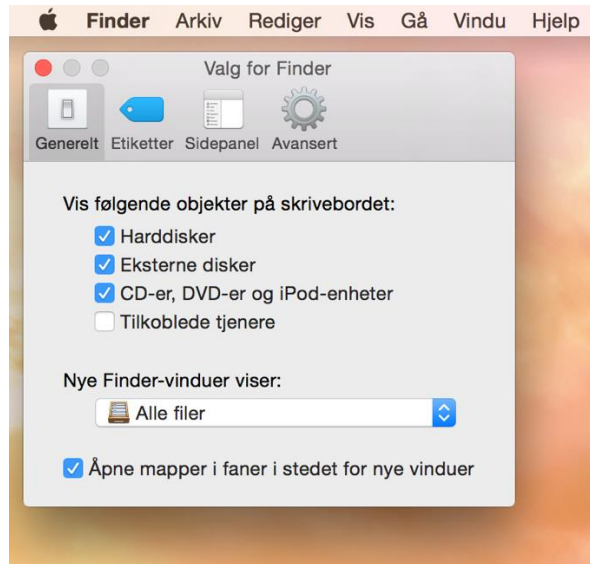 Finder Arkiv Rediger Vis Gå Vindu Hjelp
Valg for Finder
Generelt Etiketter Sidepanel Avansert
Vis følgende objekter på skrivebordet:
Harddisker
Eksterne disker
CD-er, DVD-er og iPod-enheter
Tilkoblede tjenere
Nye Finder-vinduer viser:
Alle filer
Åpne mapper i faner i stedet for nye vinduer